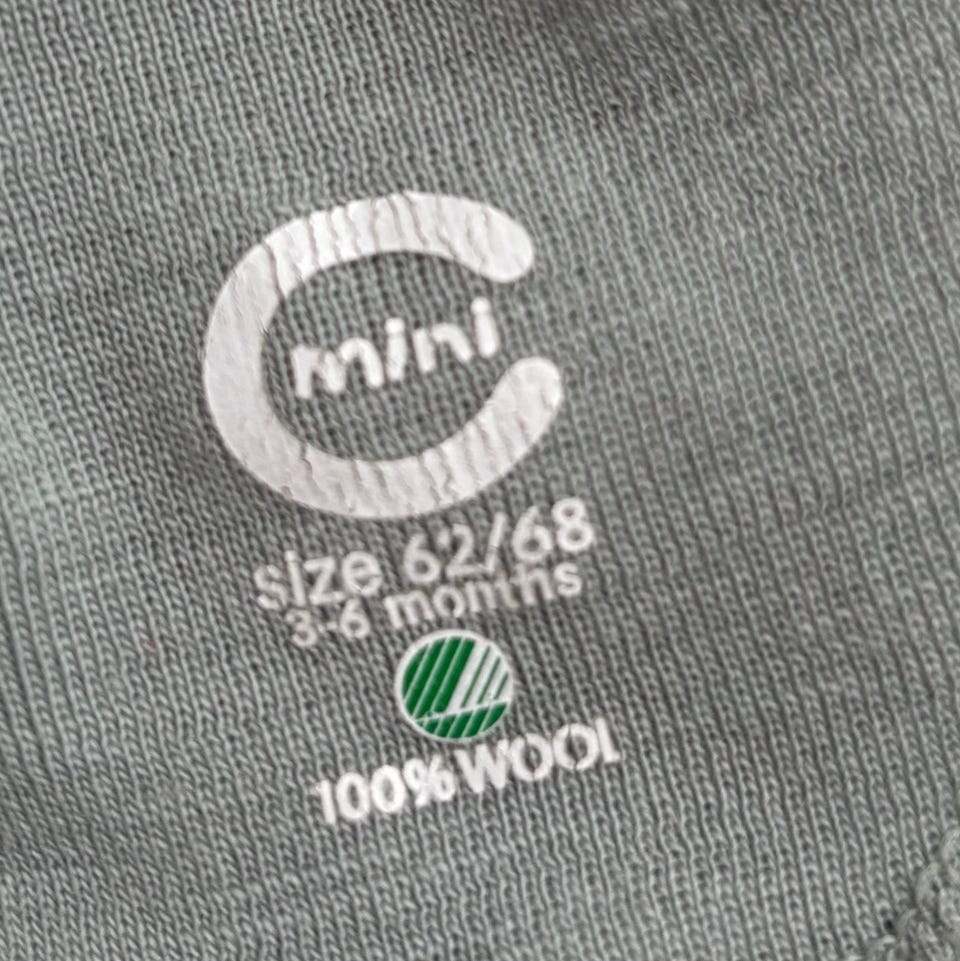 mini
size 62/68
3-6 months
100% WOOL